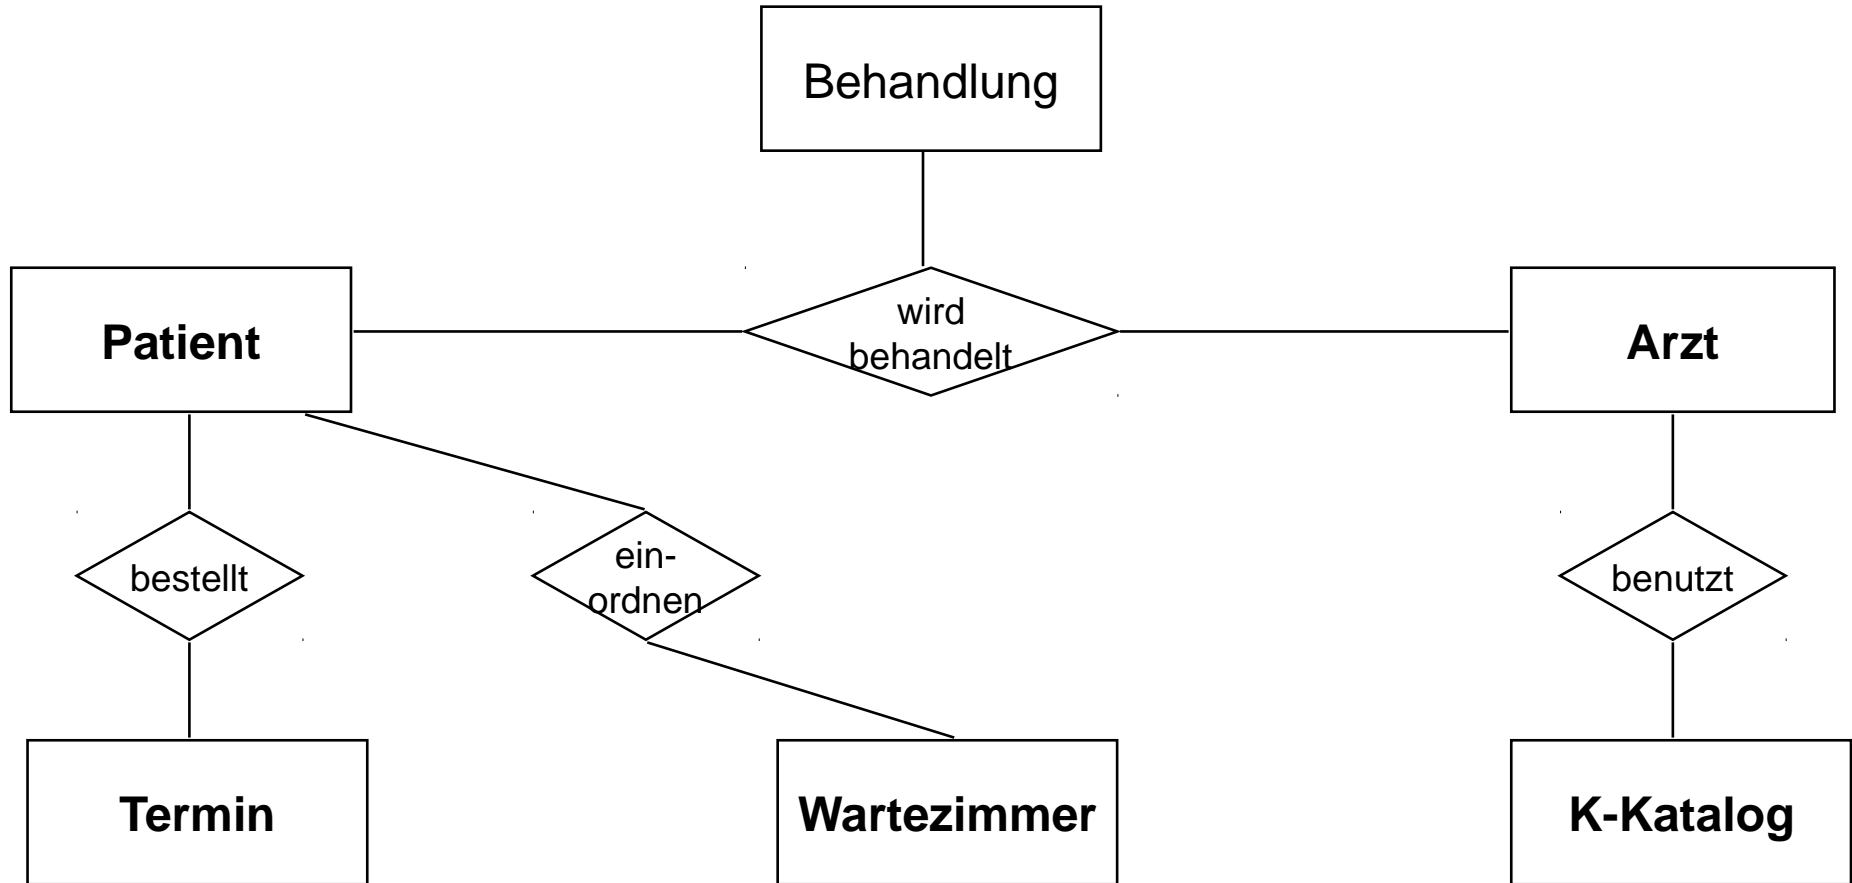 Behandlung
Patient
wird
behandelt
Arzt
bestellt
ein-
ordnen
benutzt
Termin
Wartezimmer
K-Katalog